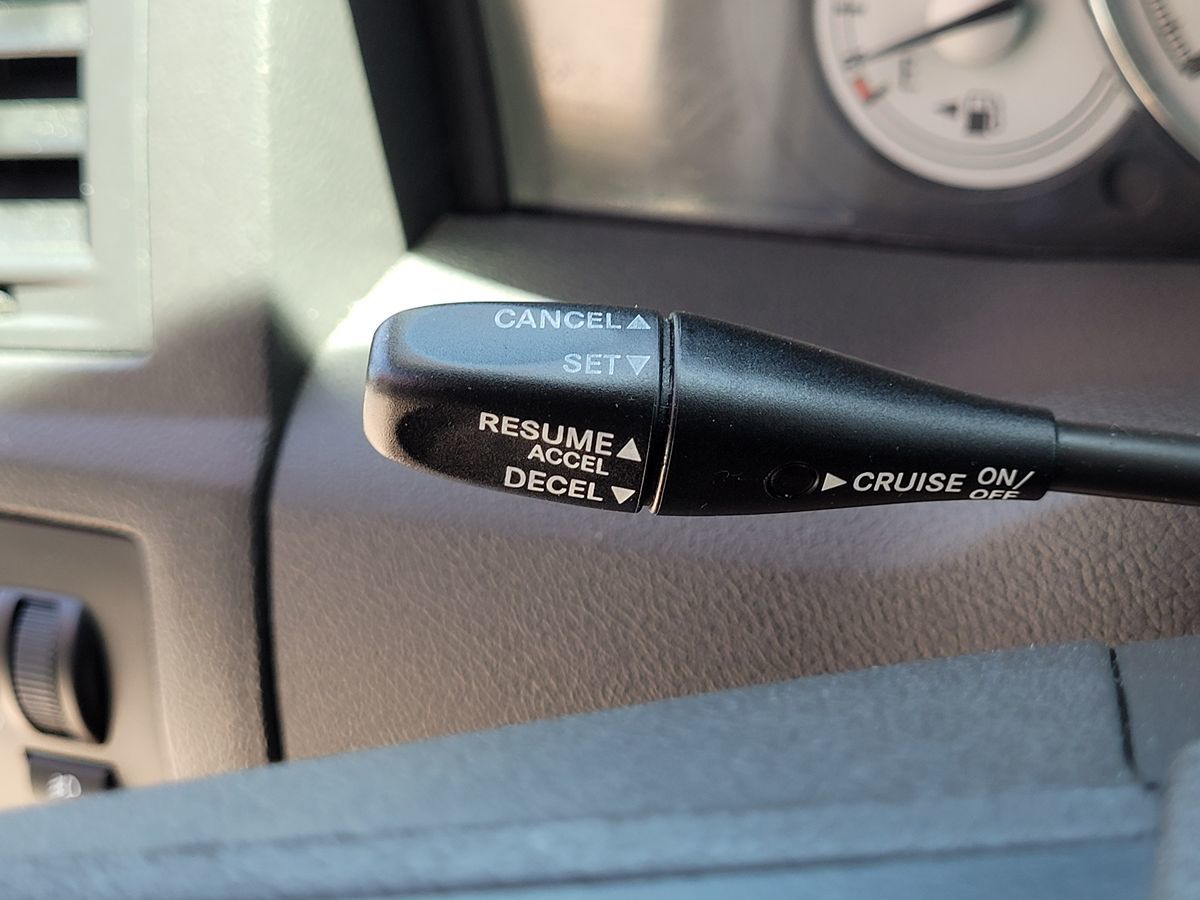 CANCEL▲
SET▽
RESUME▲
ACCEL
DECEL▼
►CRUISE ON/
OFF